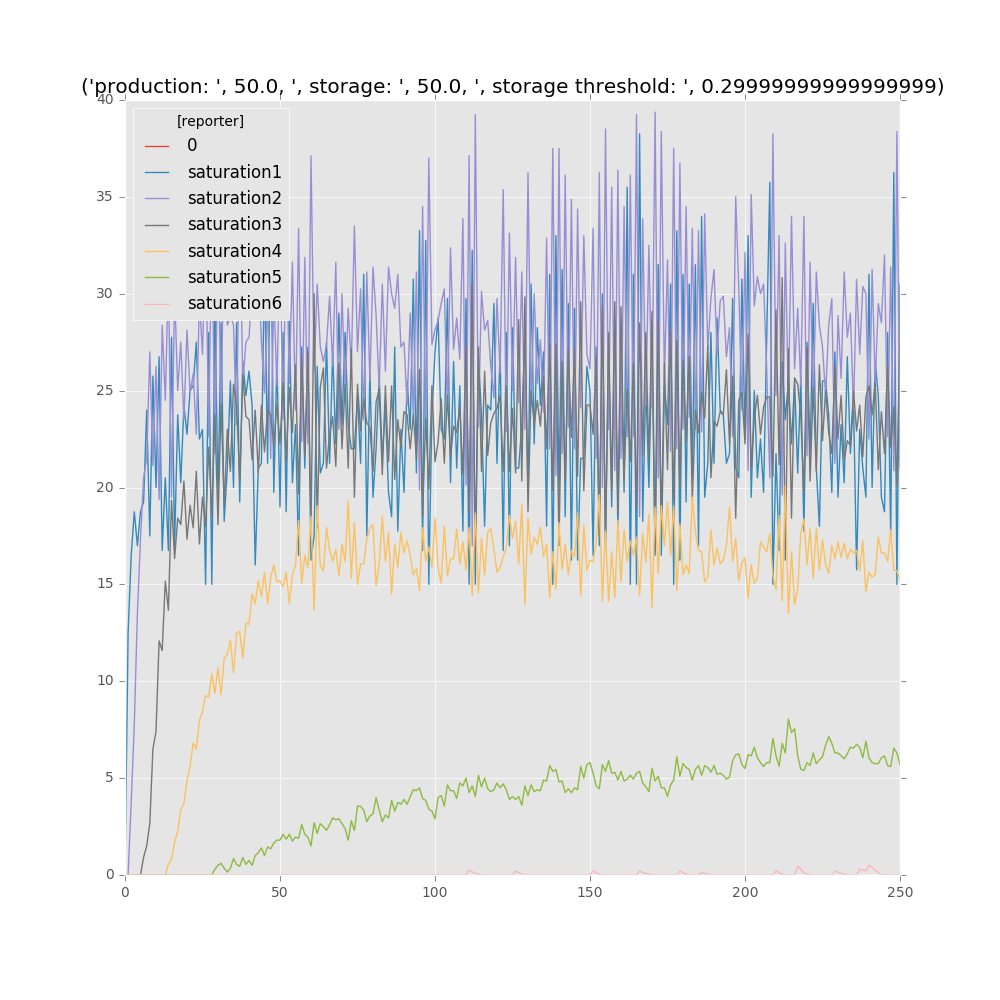 ('production: ', 50.0, ', storage: ', 50.0, ', storage threshold: ', 0.29999999999999999)
40
35
30
25
20
15
10
5
0
[reporter]
0
saturation1
saturation2
saturation3
saturation4
saturation5
saturation6
0 50 100 150 200 250